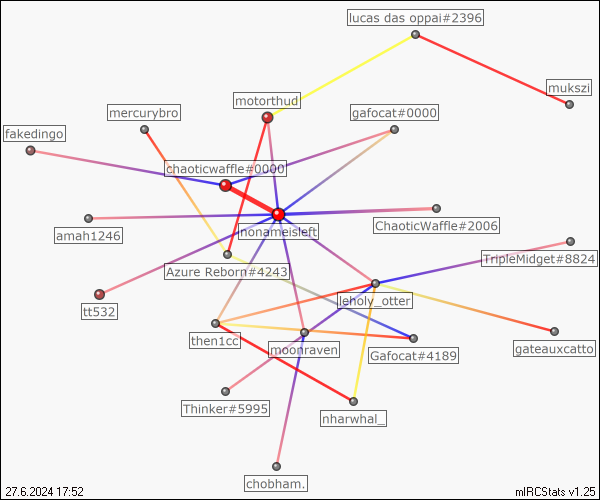 lucas das oppai#2396
mukszi
motorthud
mercurybro
gafocat#0000
fakedingo
chaoticwaffle#0000
nonameisleft
ChaoticWaffle#2006
amah1246
TripleMidget#8824
Azure Reborn#4243
leholy_otter
tt532
then1cc
moonraven
Gafocat#4189
gateauxcatto
Thinker#5995
nharwhal_
chobham.
27.6.2024 17:52
mIRCStats v1.25